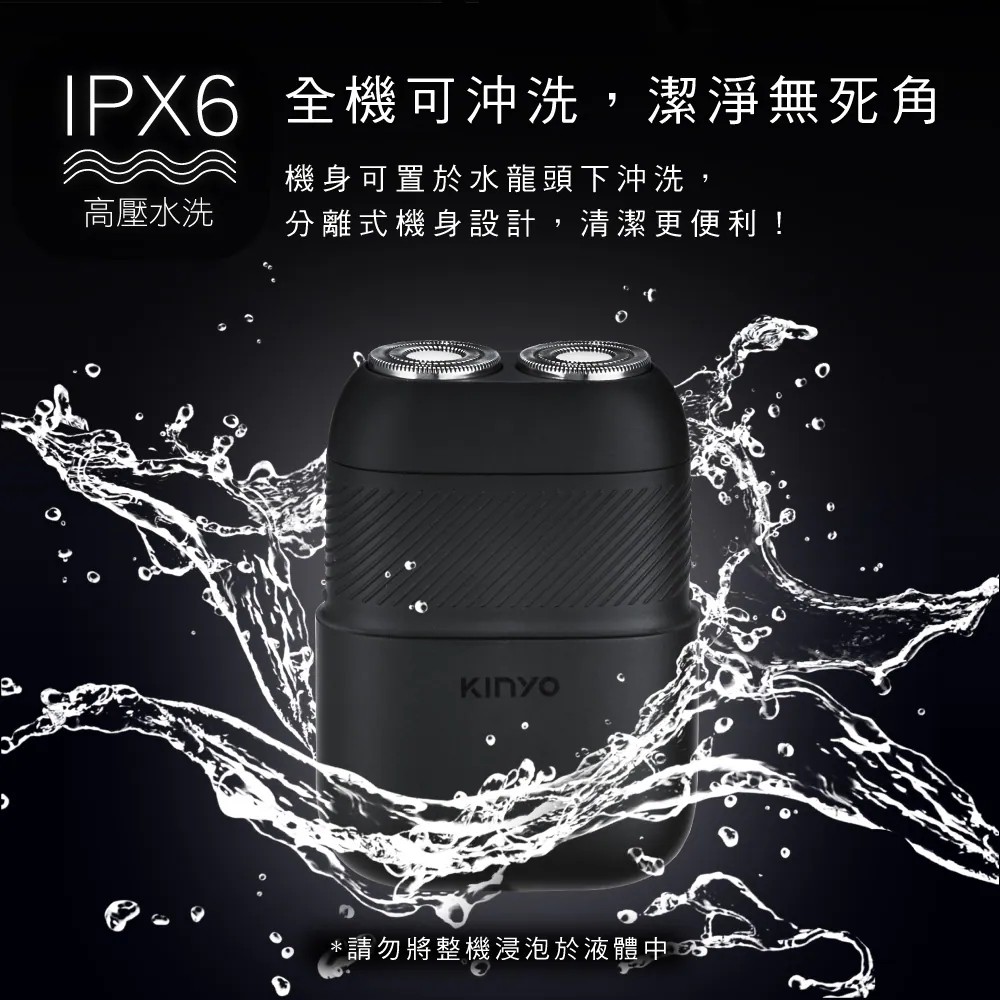 IPX6
高壓水洗
全機可沖洗，潔淨無死角
機身可置於水龍頭下沖洗，
分離式機身設計，清潔更便利！
KINYO
*請勿將整機浸泡於液體中